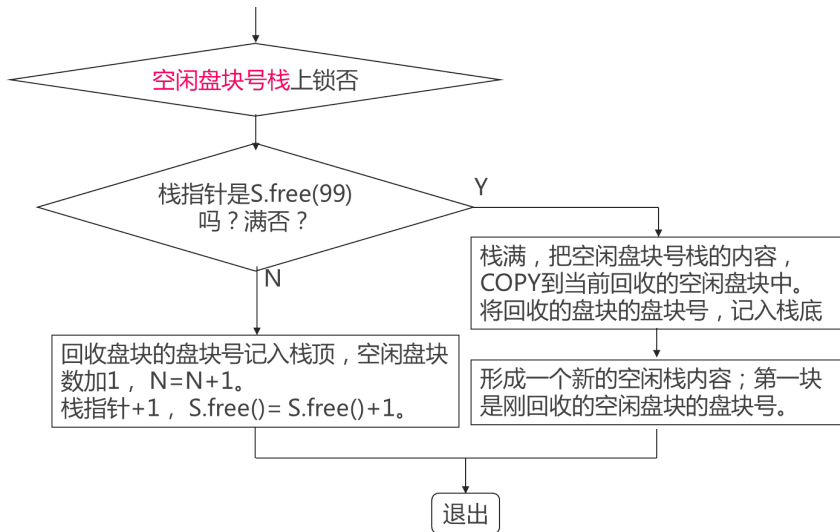 空闲盘块号栈上锁否
栈指针是S.free(99)
吗？满否？
Y
N
栈满，把空闲盘块号栈的内容，
COPY到当前回收的空闲盘块中。
将回收的盘块的盘块号，记入栈底
回收盘块的盘块号记入栈顶，空闲盘块
数加1，N=N+1。
栈指针+1，S.free()= S.free()+1。
形成一个新的空闲栈内容；第一块
是刚回收的空闲盘块的盘块号。
退出